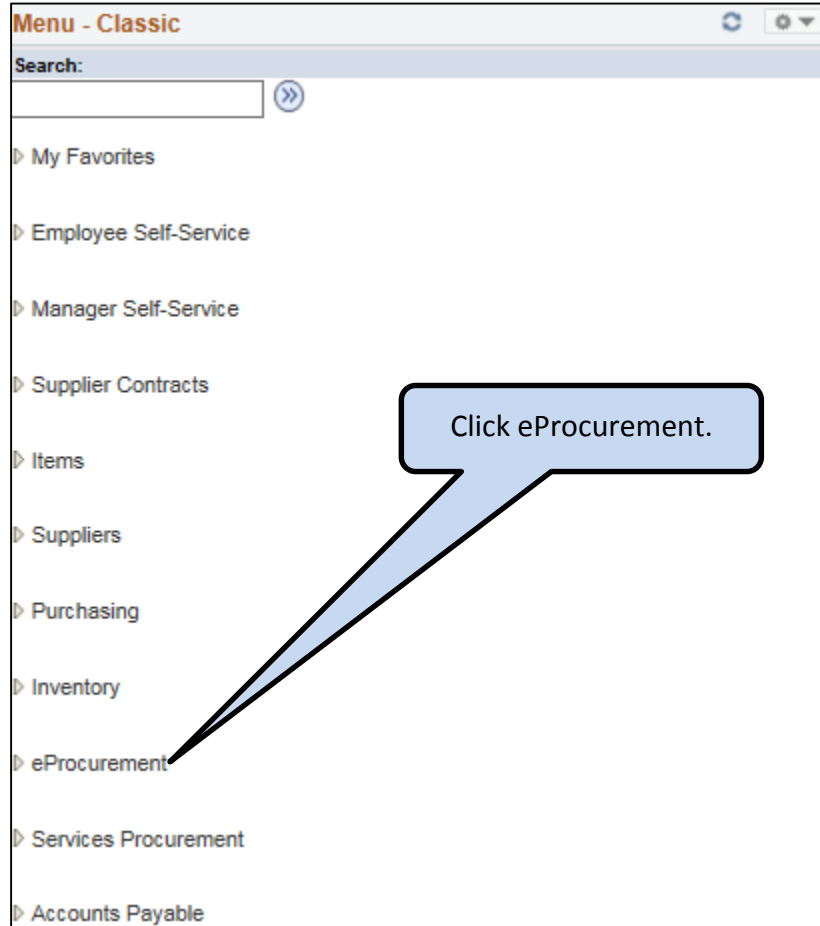 Menu - Classic
Search:
My Favorites
Employee Self-Service
Manager Self-Service
Supplier Contracts
Click eProcurement.
Items
Suppliers
Purchasing
Inventory
eProcurement
Services Procurement
Accounts Payable